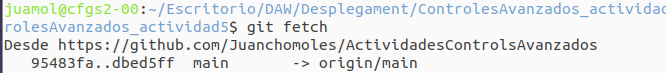 juamol@cfgs2-00:~/Escritorio/DAW/Desplegament/ControlesAvanzados_activida
rolesAvanzados_actividad5$ git fetch
Desde https://github.com/Juanchomoles/ActividadesControlsAvanzados
   95483fa..dbed5ff  main       -> origin/main